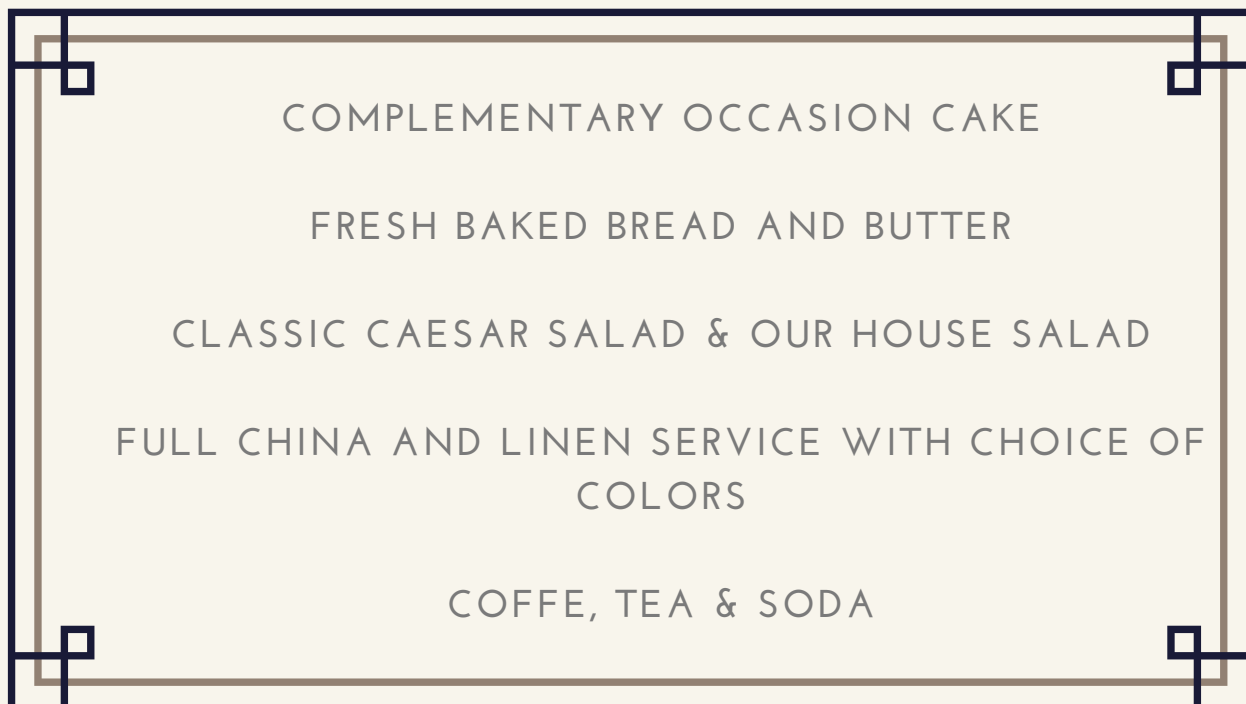 COMPLEMENTARY OCCASION CAKE
FRESH BAKED BREAD AND BUTTER
CLASSIC CAESAR SALAD & OUR HOUSE SALAD
FULL CHINA AND LINEN SERVICE WITH CHOICE OF
COLORS
COFFE, TEA & SODA